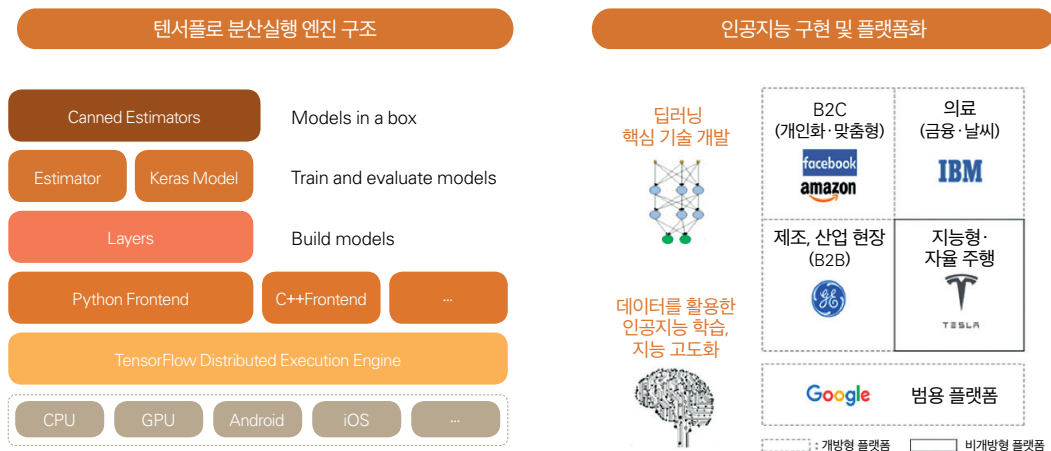 텐서플로 분산실행 엔진 구조
Canned Estimators
Models in a box
Estimator
Keras Model
Train and evaluate models
Layers
Build models
Python Frontend
C++Frontend
...
TensorFlow Distributed Execution Engine
CPU
GPU
Android
iOS
...
인공지능 구현 및 플랫폼화
딥러닝
핵심 기술 개발
데이터를 활용한
인공지능 학습,
지능 고도화
B2C
(개인화·맞춤형)
facebook
amazon
의료
(금융·날씨)
IBM
제조, 산업 현장
(B2B)
GE
지능형·
자율 주행
TESLA
Google
범용 플랫폼
: 개방형 플랫폼
비개방형 플랫폼